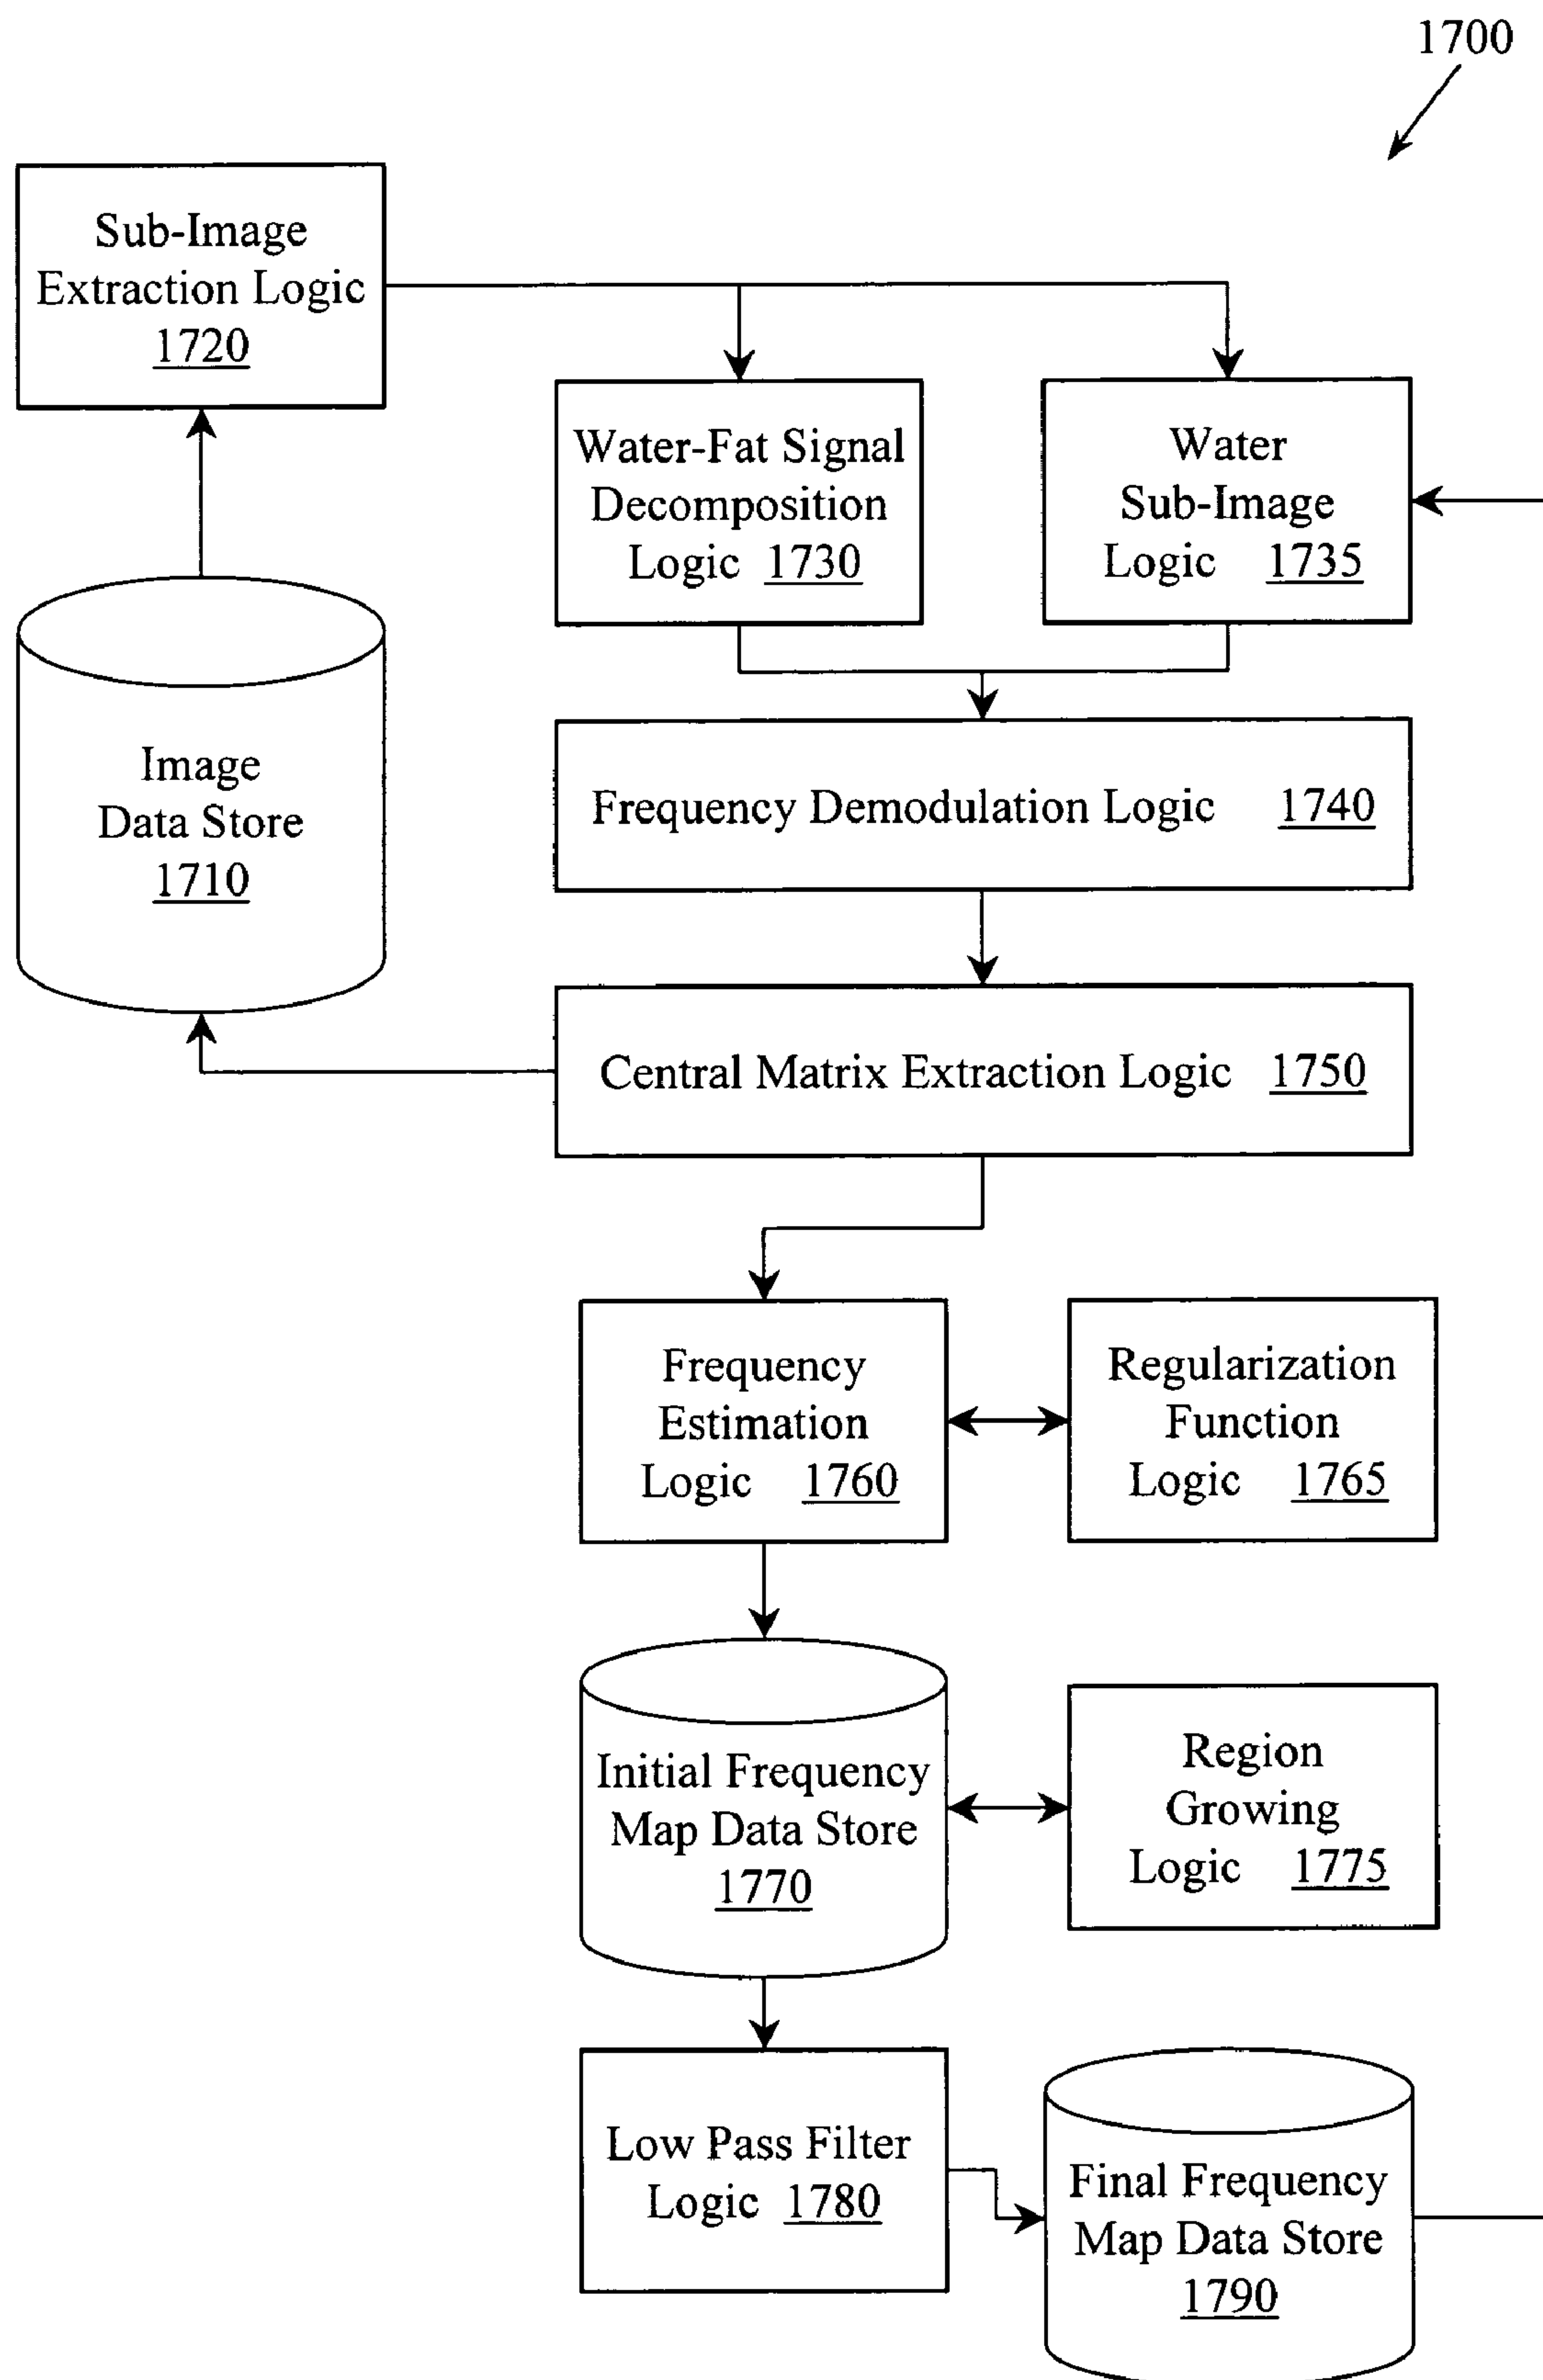 1700
Sub-Image
Extraction Logic
1720
Water-Fat Signal
Decomposition
Logic 1730
Water
Sub-Image
Logic 1735
Image
Data Store
1710
Frequency Demodulation Logic 1740
Central Matrix Extraction Logic 1750
Frequency
Estimation
Logic 1760
Regularization
Function
Logic 1765
Initial Frequency
Map Data Store
1770
Region
Growing
Logic 1775
Low Pass Filter
Logic 1780
Final Frequency
Map Data Store
1790